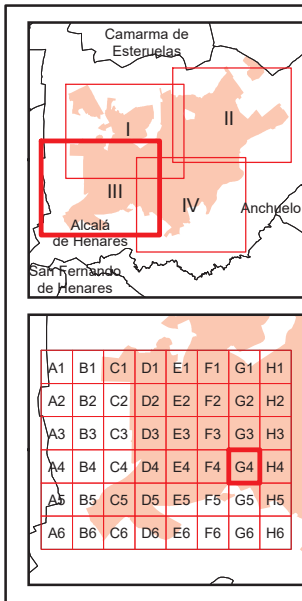 Camarma de
Esteruelas
I
II
III
IV
Anchuelo
Alcalá
de Henares
San Fernando
de Henares
A1 B1 C1 D1 E1 F1 G1 H1
A2 B2 C2 D2 E2 F2 G2 H2
A3 B3 C3 D3 E3 F3 G3 H3
A4 B4 C4 D4 E4 F4 G4 H4
A5 B5 C5 D5 E5 F5 G5 H5
A6 B6 C6 D6 E6 F6 G6 H6